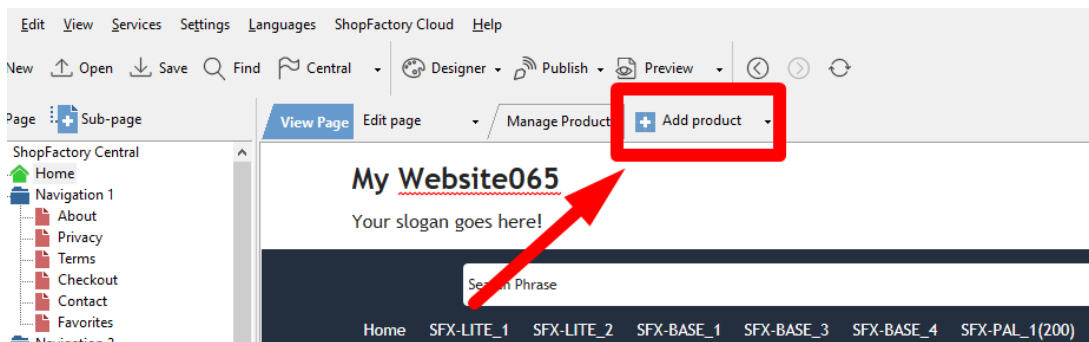 Edit View Services Settings Languages ShopFactory Cloud Help
New Open Save Find Central Designer Publish Preview
Page Sub-page View Page Edit page Manage Product Add product
ShopFactory Central
Home
Navigation 1
About
Privacy
Terms
Checkout
Contact
Favorites
My Website065
Your slogan goes here!
Search Phrase
Home SFX-LITE_1 SFX-LITE_2 SFX-BASE_1 SFX-BASE_3 SFX-BASE_4 SFX-PAL_1(200)